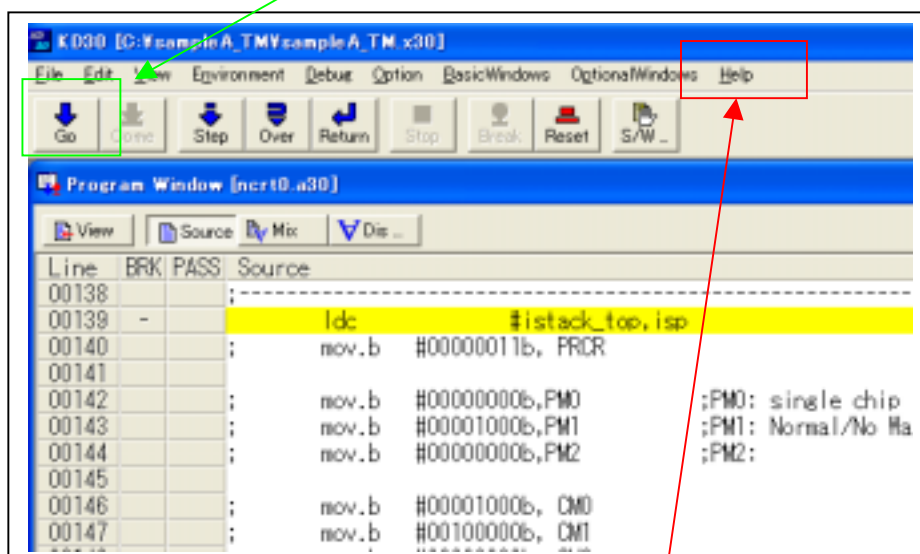 KD30 [C:¥sampleA_TM¥sampleA_TM.x30]
File Edit View Environment Debug Option BasicWindows OptionalWindows Help
Go Come Step Over Return Stop Break Reset S/W ..
Program Window [ncrt0.a30]
View Source Mix Dis ..
Line BRK PASS Source
00138 ;--------------------------------------------------
00139 - ldc #istack_top,isp
00140 ; mov.b #00000011b, PRCR
00141
00142 ; mov.b #00000000b,PM0 ;PM0: single chip
00143 ; mov.b #00001000b,PM1 ;PM1: Normal/No Wa
00144 ; mov.b #00000000b,PM2 ;PM2:
00145
00146 ; mov.b #00001000b, CM0
00147 ; mov.b #00100000b, CM1